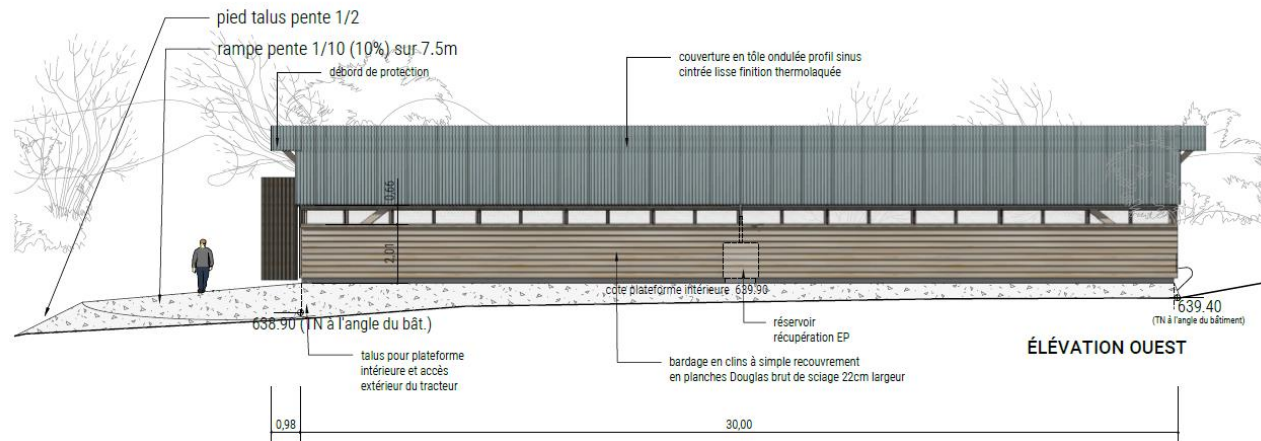 pied talus pente 1/2
rampe pente 1/10 (10%) sur 7.5m
débord de protection
couverture en tôle ondulée profil sinus
cintrée lisse finition thermolaquée
0,66
2,01
cote plateforme intérieure 639.90
638.90 (TN à l'angle du bât.)
639.40
(TN à l'angle du bâtiment)
réservoir
récupération EP
talus pour plateforme
intérieure et accès
extérieur du tracteur
bardage en clins à simple recouvrement
en planches Douglas brut de sciage 22cm largeur
ÉLÉVATION OUEST
0,98
30,00